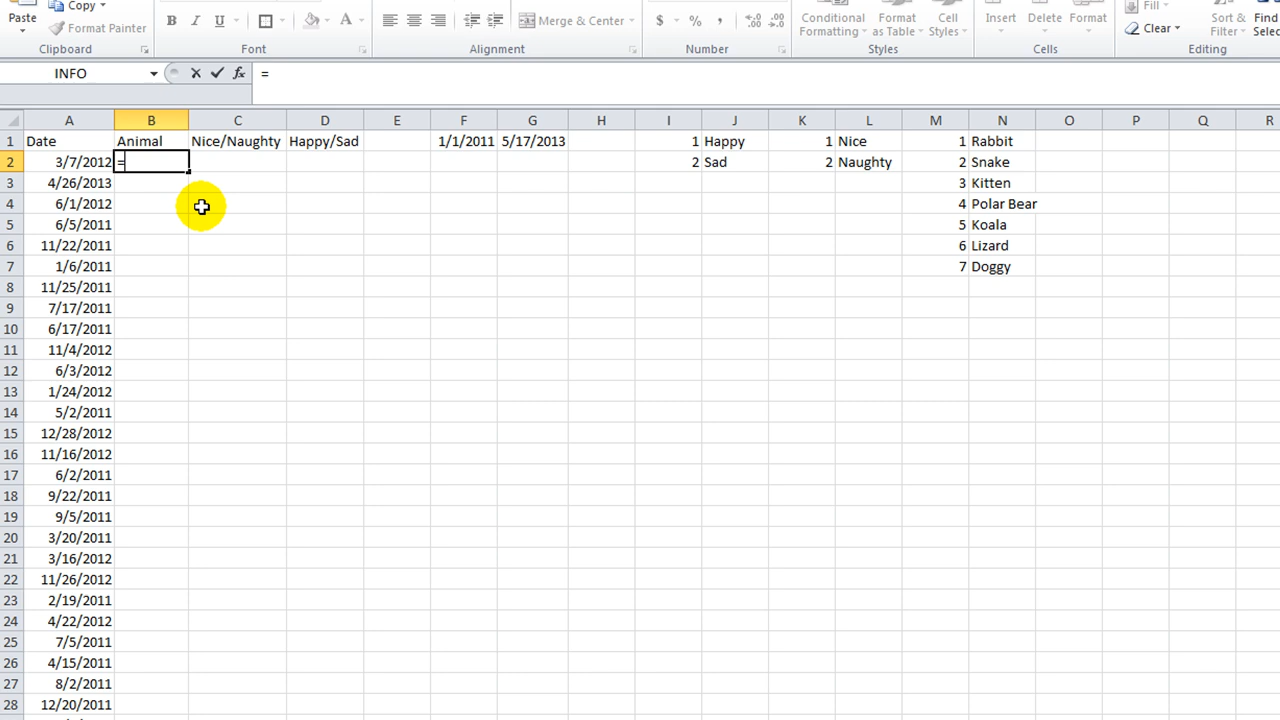 Copy
Paste
Format Painter
Clipboard
B I U A
Font
Merge & Center
Alignment
$ % ,
Number
Conditional Formatting
Format as Table
Cell Styles
Styles
Insert
Delete
Format
Cells
Fill
Clear
Sort & Filter
Find
Editing
INFO fx =
A B C D E F G H I J K L M N O P Q R
1 Date Animal Nice/Naughty Happy/Sad 1/1/2011 5/17/2013 1 Happy 1 Nice 1 Rabbit
2 3/7/2012 = 2 Sad 2 Naughty 2 Snake
3 4/26/2013 3 Kitten
4 6/1/2012 4 Polar Bear
5 6/5/2011 5 Koala
6 11/22/2011 6 Lizard
7 1/6/2011 7 Doggy
8 11/25/2011
9 7/17/2011
10 6/17/2011
11 11/4/2012
12 6/3/2012
13 1/24/2012
14 5/2/2011
15 12/28/2012
16 11/16/2012
17 6/2/2011
18 9/22/2011
19 9/5/2011
20 3/20/2011
21 3/16/2012
22 11/26/2012
23 2/19/2011
24 4/22/2012
25 7/5/2011
26 4/15/2011
27 8/2/2011
28 12/20/2011